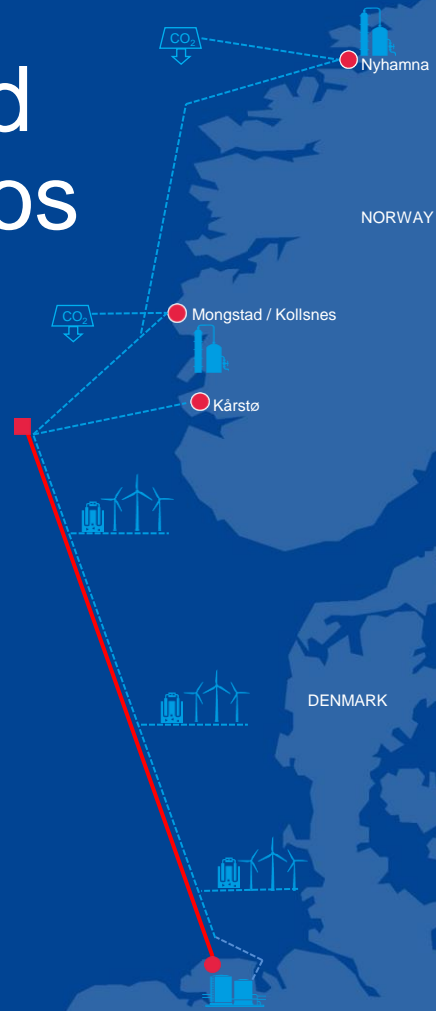 d
os
CO₂
Nyhamna
NORWAY
CO₂
Mongstad / Kollsnes
Kårstø
DENMARK